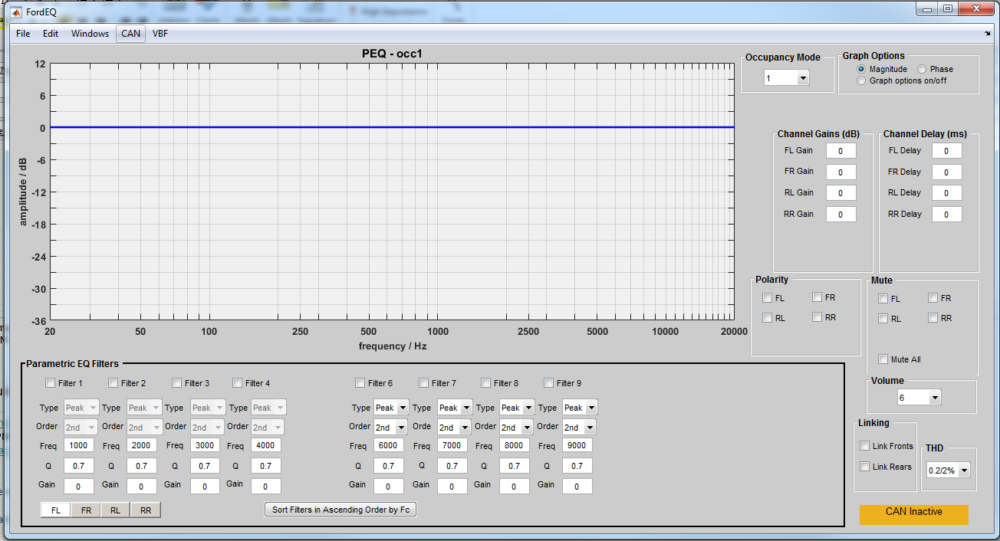 FordEQ
File Edit Windows CAN VBF
PEQ - occ1
12
6
0
-6
-12
-18
-24
-30
-36
amplitude / dB
20 50 100 250 500 1000 2500 5000 10000 20000
frequency / Hz
Occupancy Mode
1
Graph Options
Magnitude Phase
Graph options on/off
Channel Gains (dB)
FL Gain 0
FR Gain 0
RL Gain 0
RR Gain 0
Channel Delay (ms)
FL Delay 0
FR Delay 0
RL Delay 0
RR Delay 0
Polarity
FL FR
RL RR
Mute
FL FR
RL RR
Mute All
Volume
6
Linking
Link Fronts
Link Rears
THD
0.2/2%
CAN Inactive
Parametric EQ Filters
Filter 1 Filter 2 Filter 3 Filter 4 Filter 6 Filter 7 Filter 8 Filter 9
Type Peak Type Peak Type Peak Type Peak Type Peak Type Peak Type Peak Type Peak
Order 2nd Order 2nd Order 2nd Order 2nd Order 2nd Orde 2nd Order 2nd Order 2nd
Freq 1000 Freq 2000 Freq 3000 Freq 4000 Freq 6000 Freq 7000 Freq 8000 Freq 9000
Q 0.7 Q 0.7 Q 0.7 Q 0.7 Q 0.7 Q 0.7 Q 0.7 Q 0.7
Gain 0 Gain 0 Gain 0 Gain 0 Gain 0 Gain 0 Gain 0 Gain 0
FL FR RL RR Sort Filters in Ascending Order by Fc